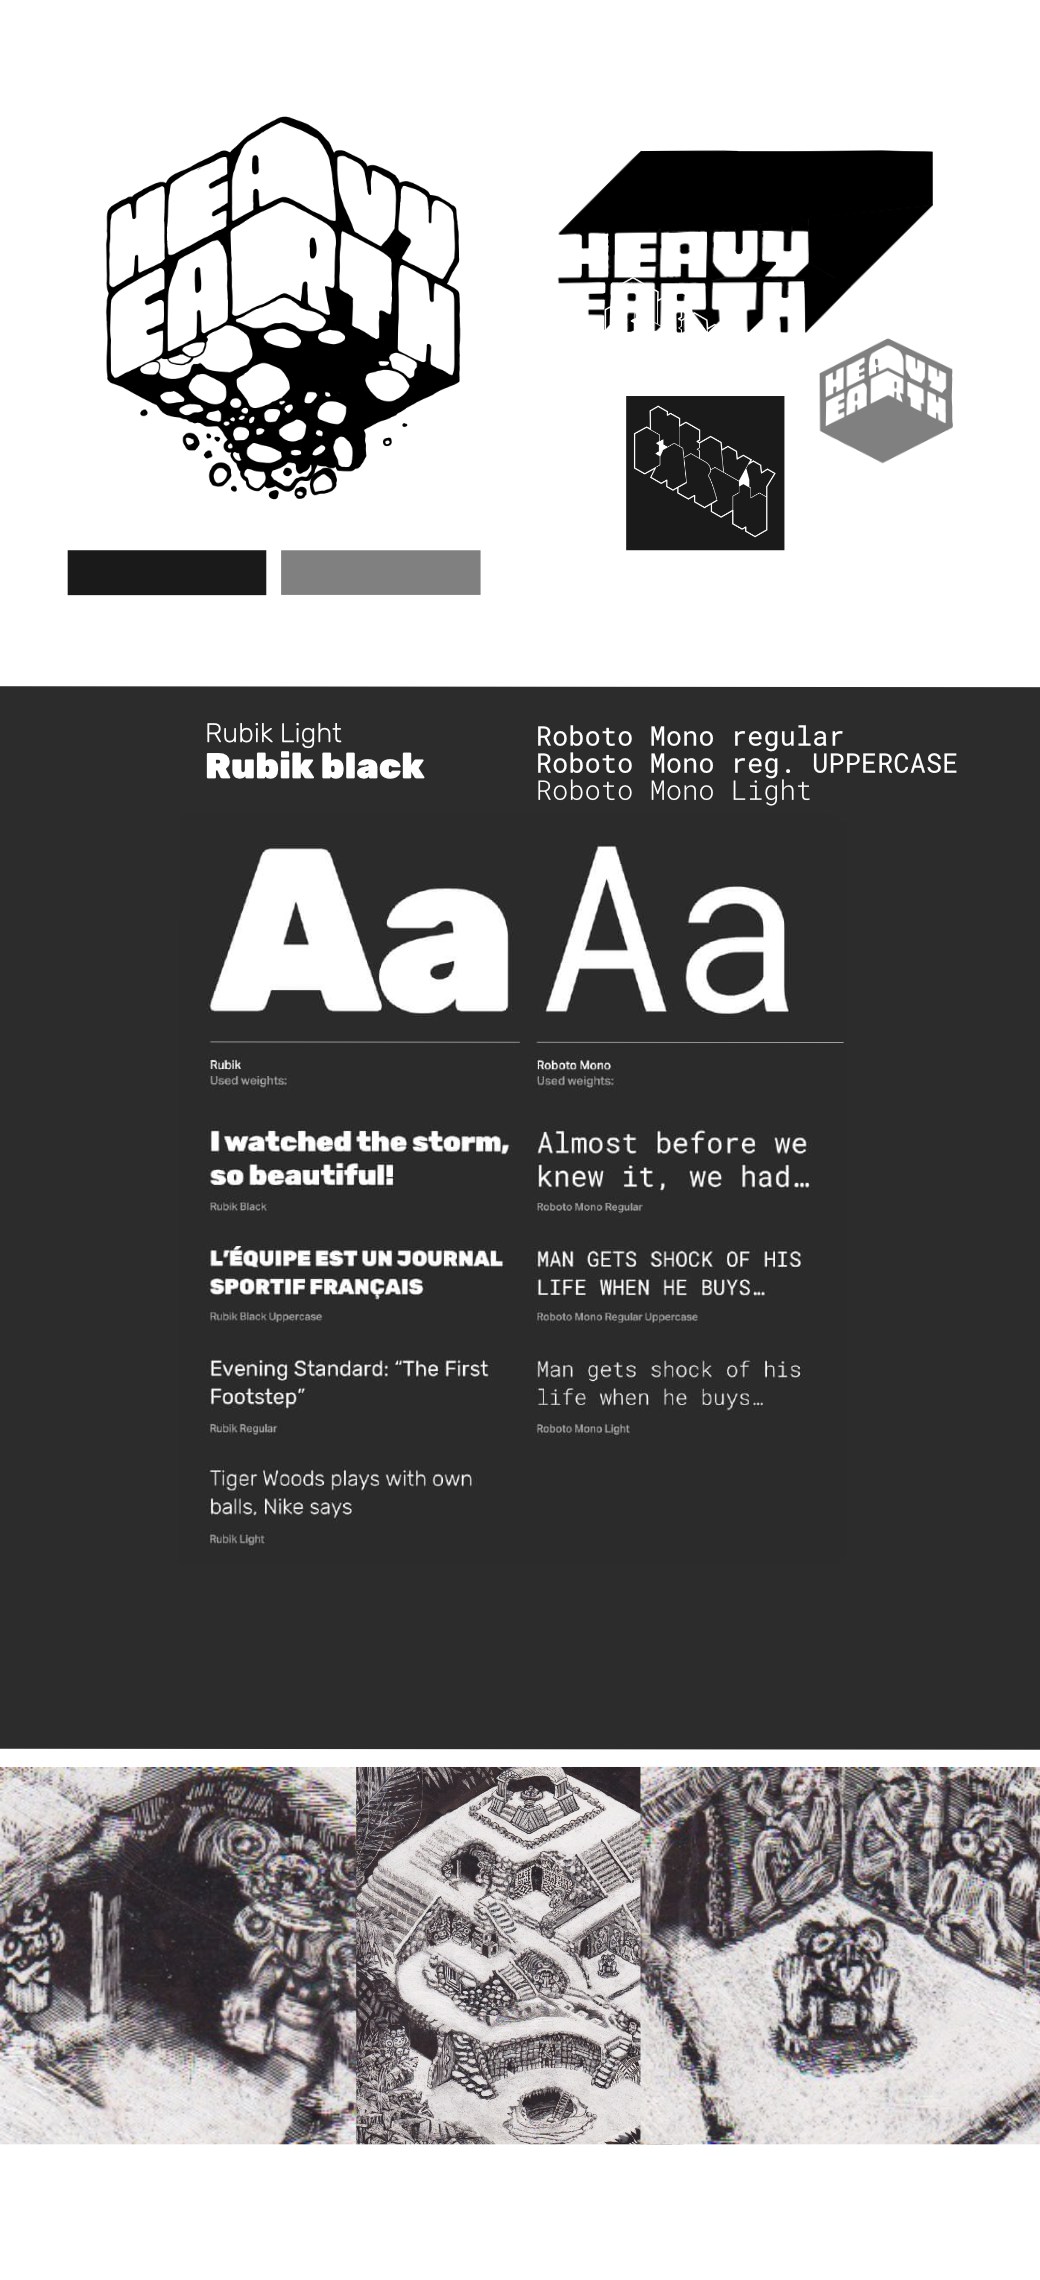 HEAVY
EARTH
HEAVY
EARTH
HEAVY
EARTH
HEAVY
EARTH
Rubik Light
Rubik black
Roboto Mono regular
Roboto Mono reg. UPPERCASE
Roboto Mono Light
Aa
Aa
Rubik
Used weights:
Roboto Mono
Used weights:
I watched the storm,
so beautiful!
Rubik Black
Almost before we
knew it, we had…
Roboto Mono Regular
L’ÉQUIPE EST UN JOURNAL
SPORTIF FRANÇAIS
Rubik Black Uppercase
MAN GETS SHOCK OF HIS
LIFE WHEN HE BUYS…
Roboto Mono Regular Uppercase
Evening Standard: “The First
Footstep”
Rubik Regular
Man gets shock of his
life when he buys…
Roboto Mono Light
Tiger Woods plays with own
balls, Nike says
Rubik Light